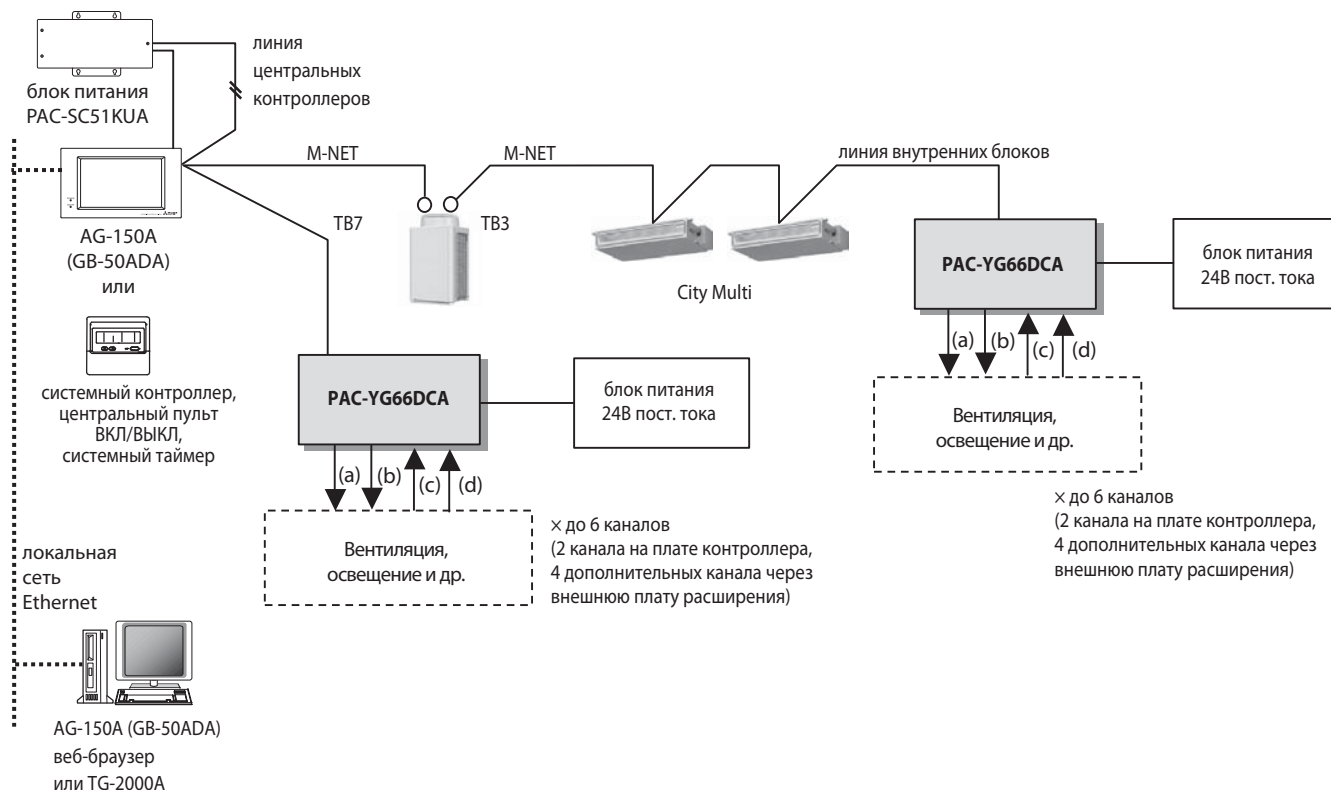 блок питания
PAC-SC51KUA
линия
центральных
контроллеров
AG-150A
(GB-50ADA)
или
M-NET
TB7
M-NET
TB3
City Multi
линия внутренних блоков
PAC-YG66DCA
блок питания
24В пост. тока
(a)
(b)
(c)
(d)
Вентиляция,
освещение и др.
× до 6 каналов
(2 канала на плате контроллера,
4 дополнительных канала через
внешнюю плату расширения)
системный контроллер,
центральный пульт
ВКЛ/ВЫКЛ,
системный таймер
PAC-YG66DCA
блок питания
24В пост. тока
(a)
(b)
(c)
(d)
Вентиляция,
освещение и др.
× до 6 каналов
(2 канала на плате контроллера,
4 дополнительных канала через
внешнюю плату расширения)
локальная
сеть
Ethernet
AG-150A (GB-50ADA)
веб-браузер
или TG-2000A